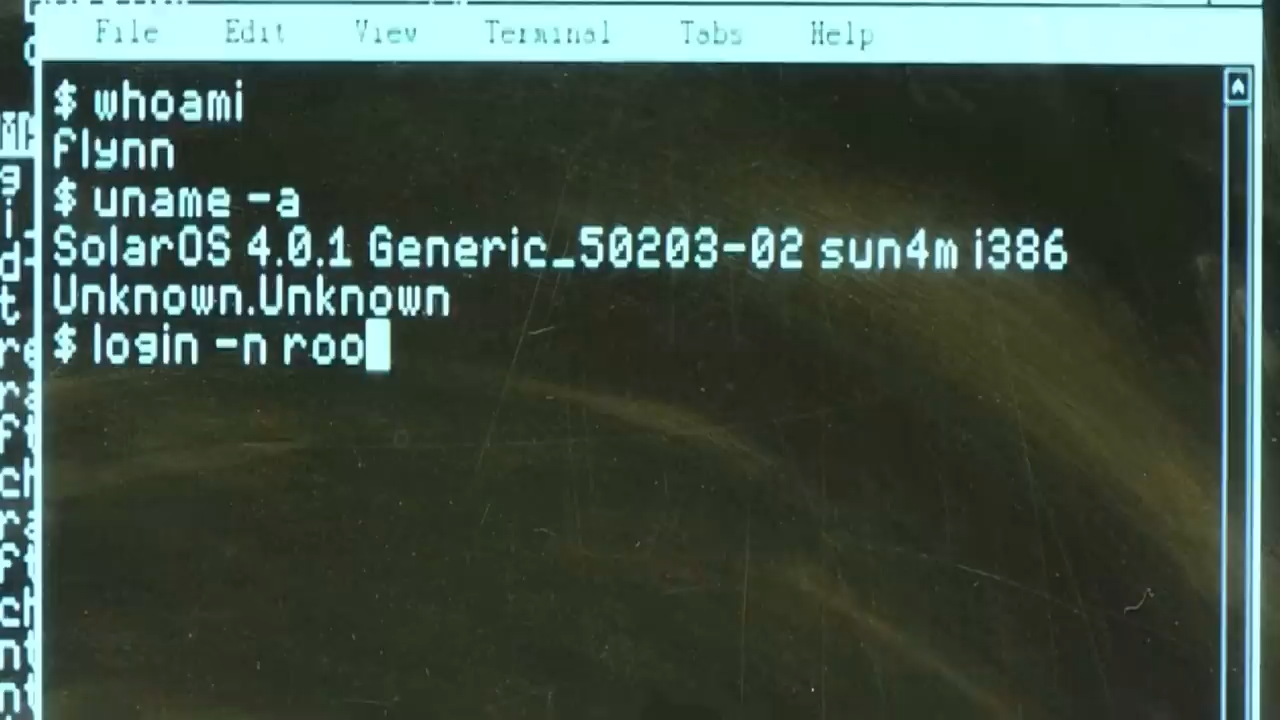 File Edit View Terminal Tabs Help
$ whoami
flynn
$ uname -a
SolarOS 4.0.1 Generic_50203-02 sun4m i386
Unknown.Unknown
$ login -n roo